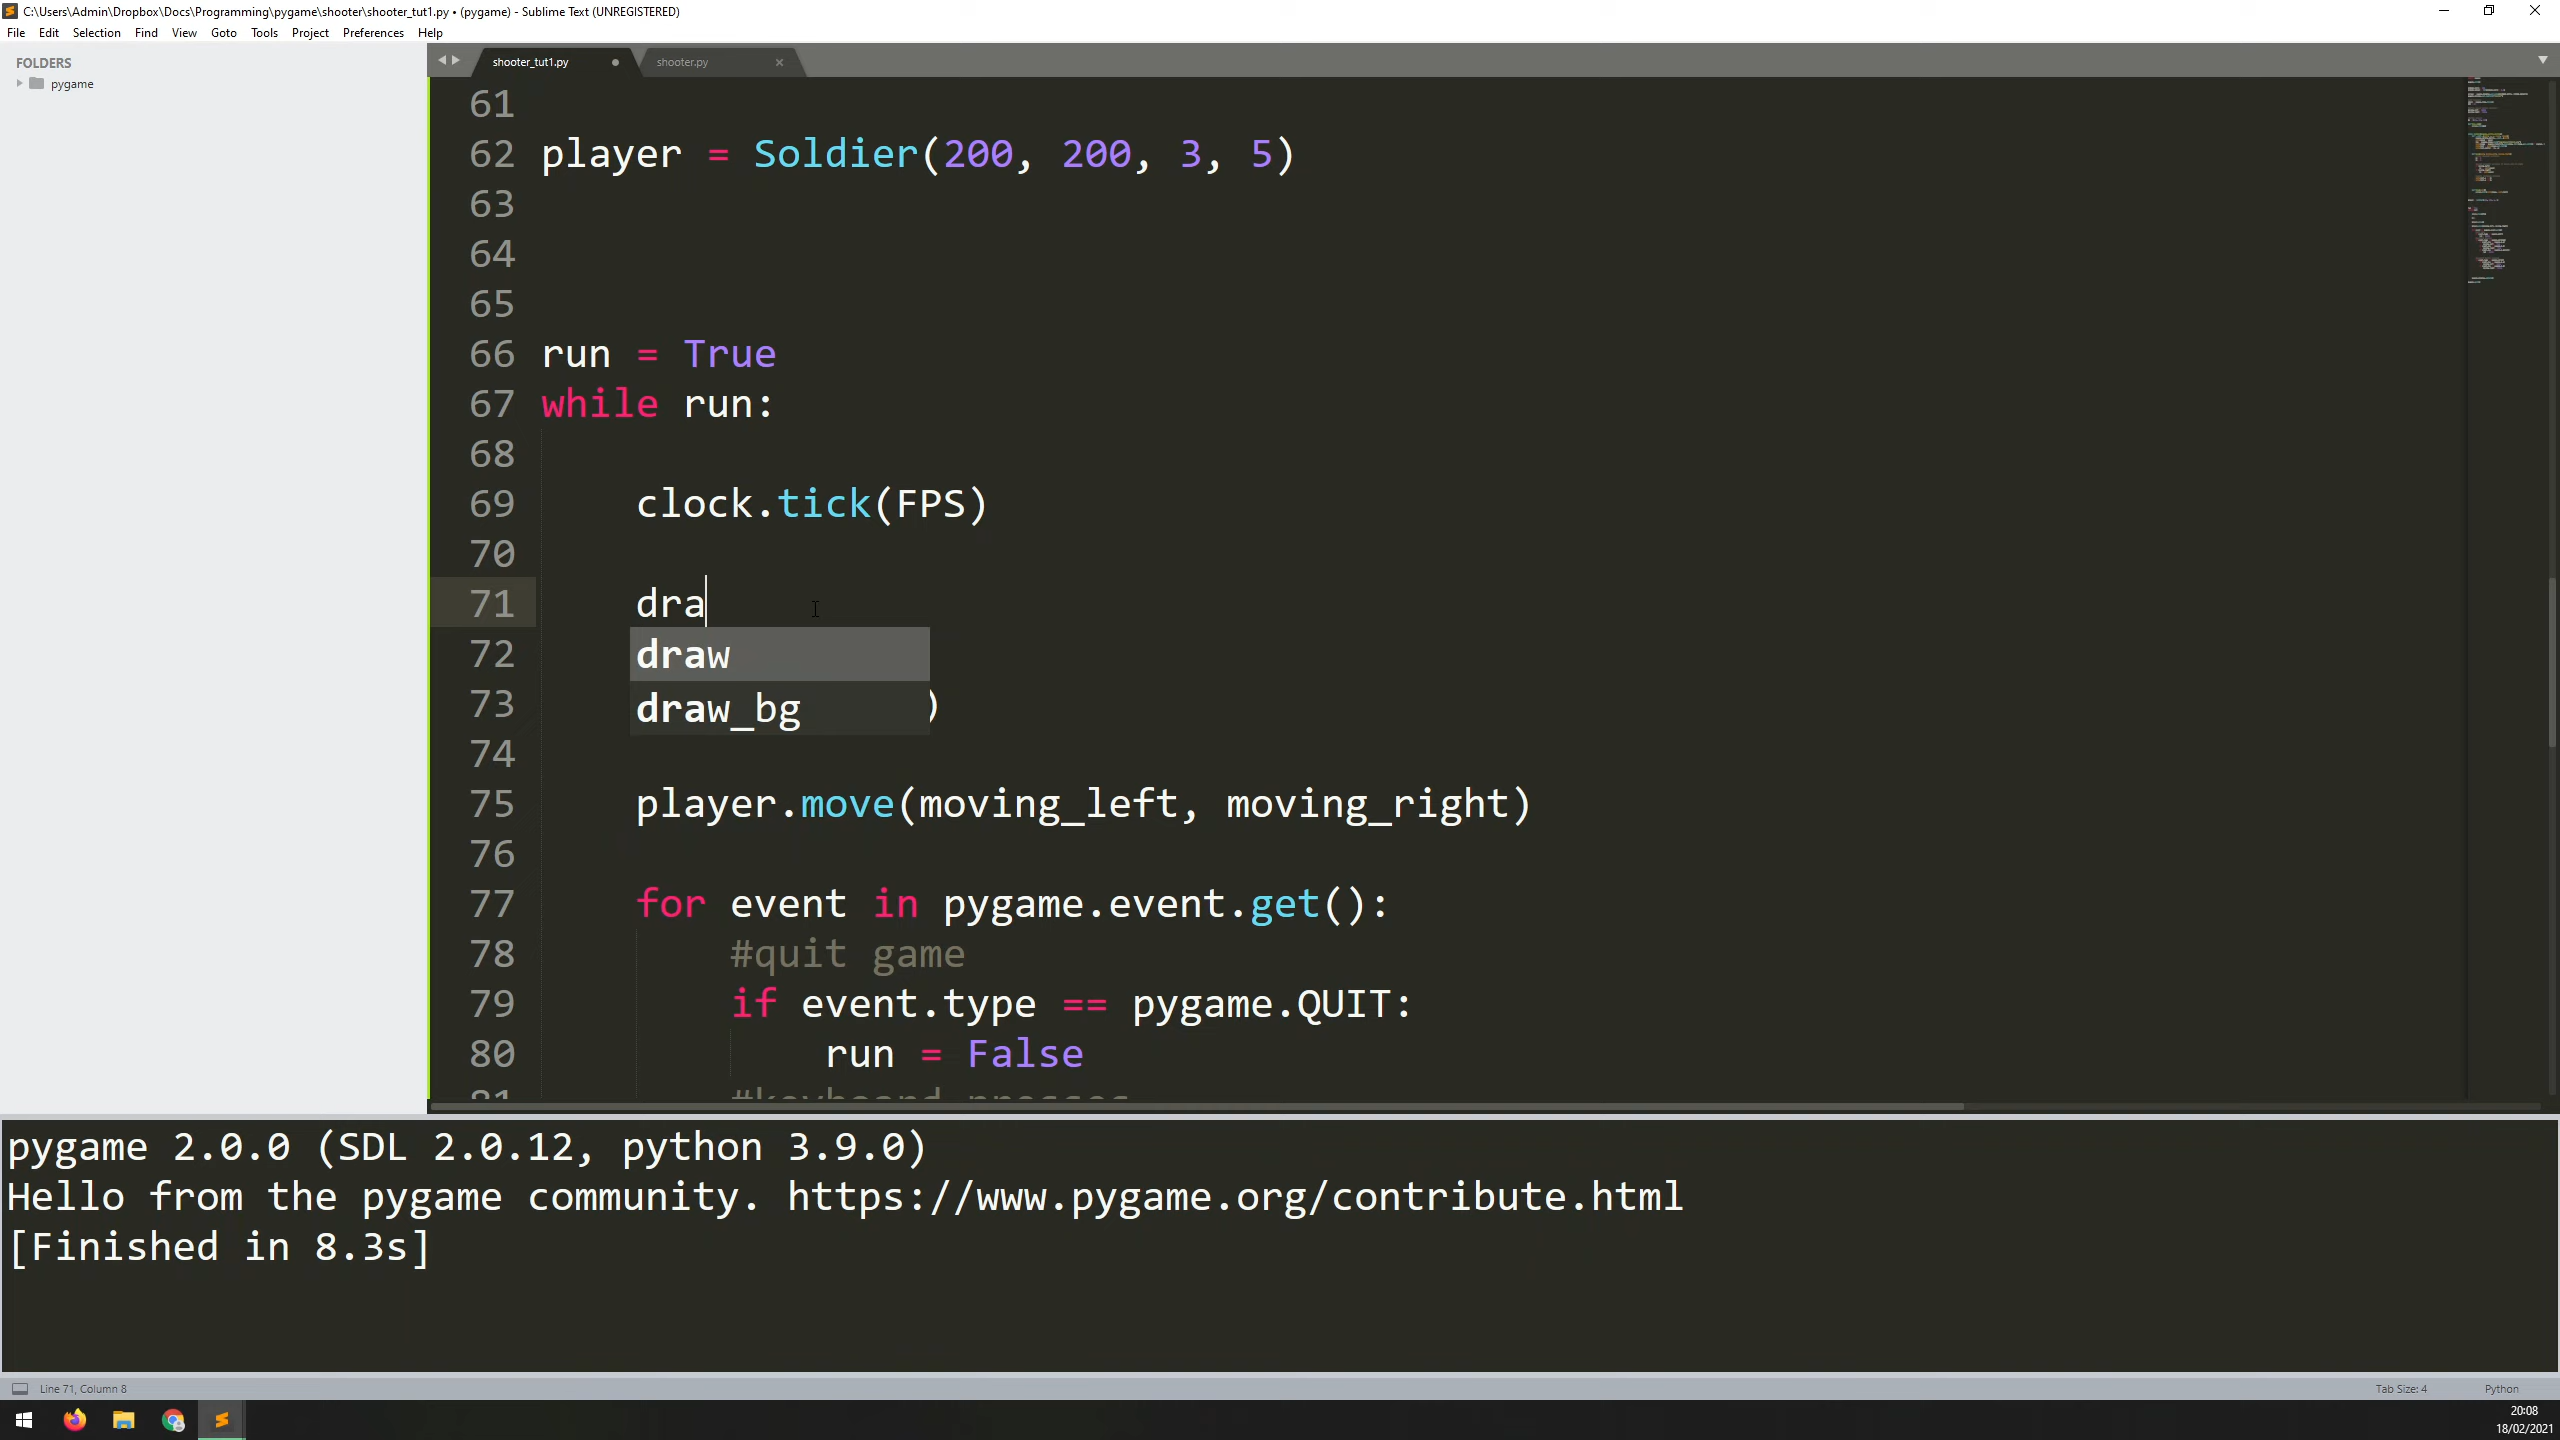 C:\Users\Admin\Dropbox\Docs\Programming\pygame\shooter\shooter_tut1.py • (pygame) - Sublime Text (UNREGISTERED)
File Edit Selection Find View Goto Tools Project Preferences Help
FOLDERS
pygame
shooter_tut1.py
shooter.py
61
62 player = Soldier(200, 200, 3, 5)
63
64
65
66 run = True
67 while run:
68
69 clock.tick(FPS)
70
71 dra
72 draw
73 draw_bg )
74
75 player.move(moving_left, moving_right)
76
77 for event in pygame.event.get():
78 #quit game
79 if event.type == pygame.QUIT:
80 run = False
81 #keyboard presses
pygame 2.0.0 (SDL 2.0.12, python 3.9.0)
Hello from the pygame community. https://www.pygame.org/contribute.html
[Finished in 8.3s]
Line 71, Column 8
Tab Size: 4
Python
20:08
18/02/2021